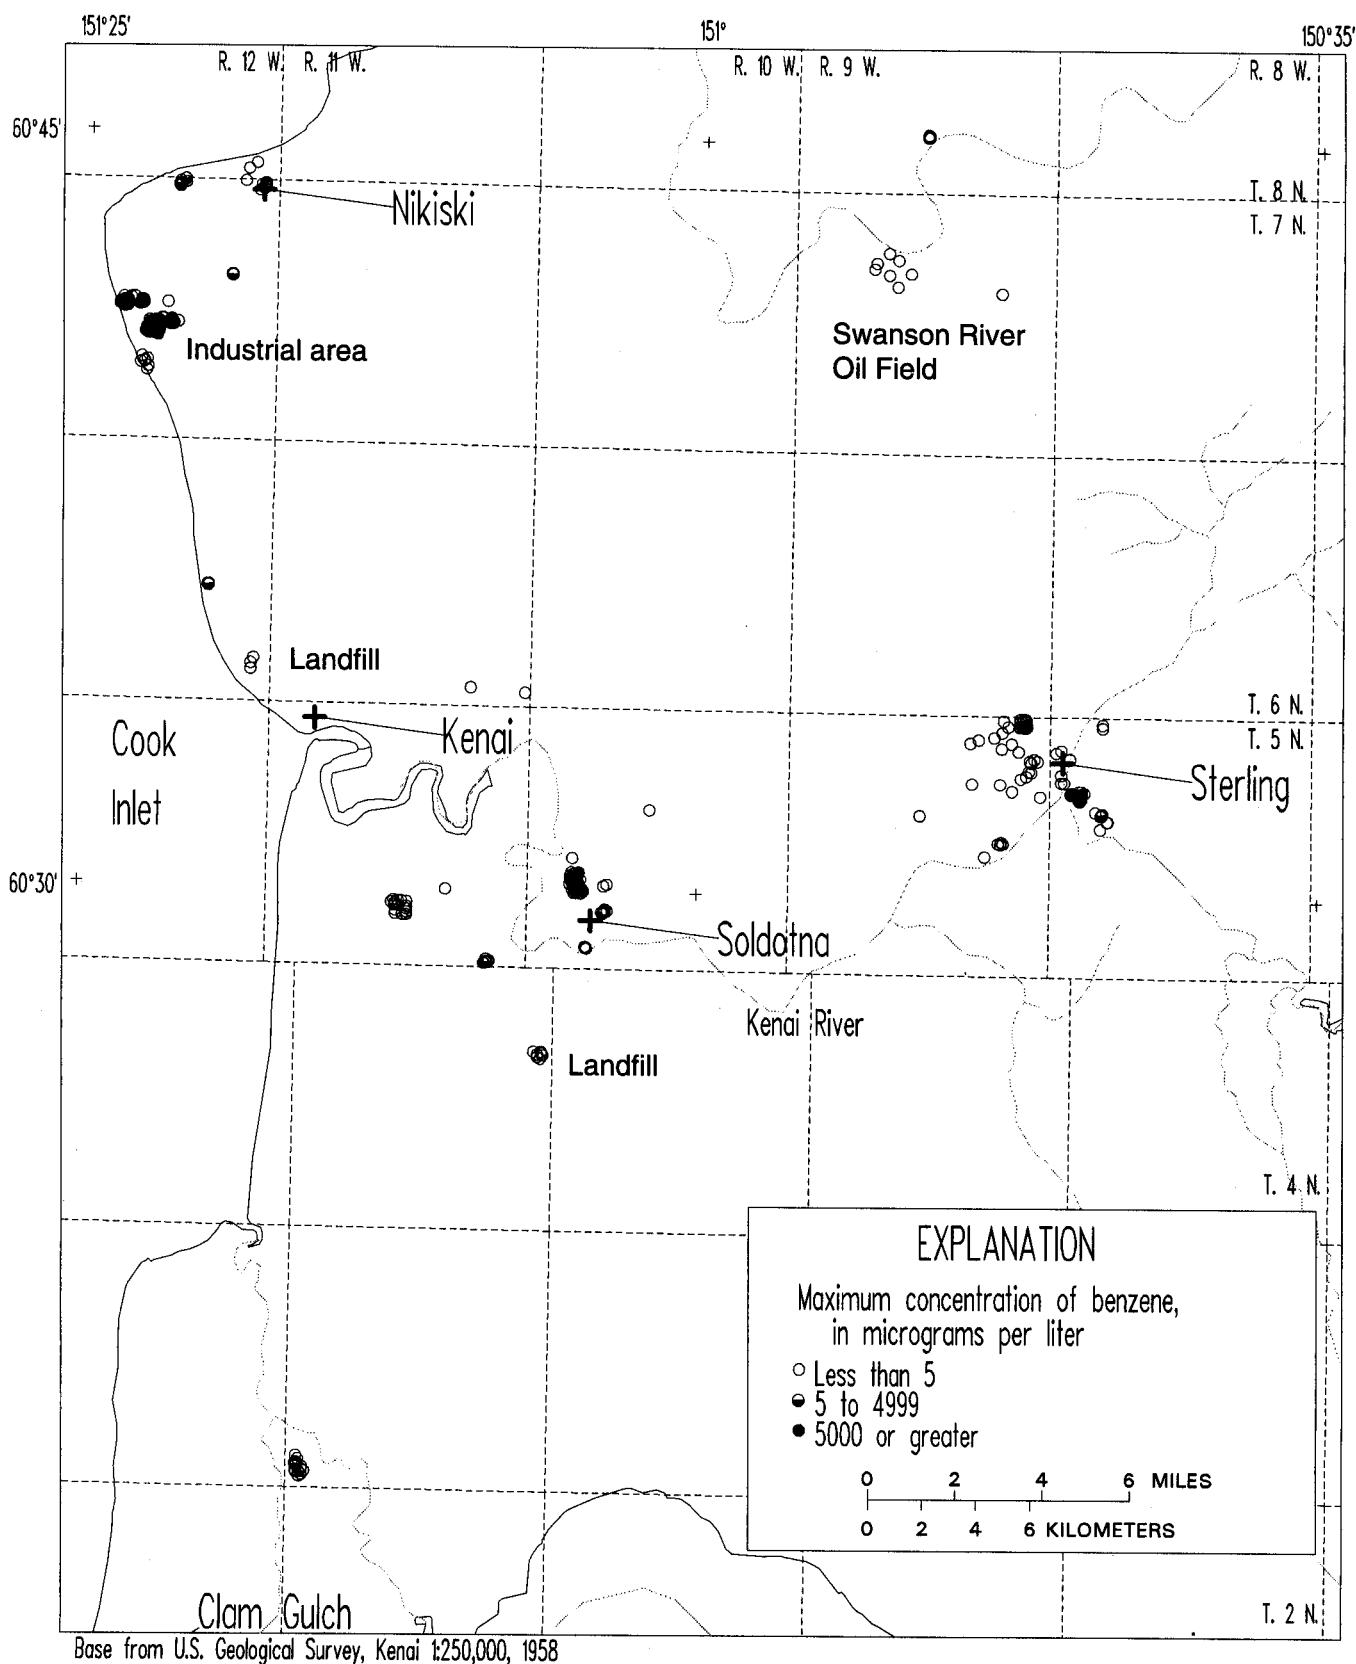 151°25'
151°
150°35'
R. 12 W.
R. 11 W.
R. 10 W.
R. 9 W.
R. 8 W.
60°45'
T. 8 N.
T. 7 N.
Nikiski
Industrial area
Swanson River
Oil Field
Landfill
T. 6 N.
T. 5 N.
Cook
Inlet
Kenai
Sterling
60°30'
Soldotna
Kenai River
Landfill
T. 4 N.
EXPLANATION
Maximum concentration of benzene,
in micrograms per liter
Less than 5
5 to 4999
5000 or greater
0 2 4 6 MILES
0 2 4 6 KILOMETERS
Clam Gulch
T. 2 N.
Base from U.S. Geological Survey, Kenai 1:250,000, 1958